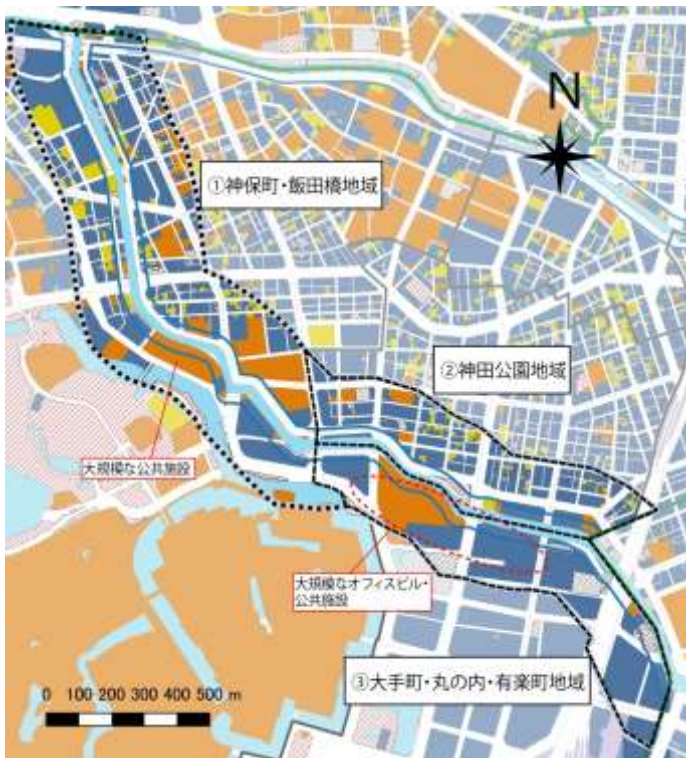 N
①神保町・飯田橋地域
②神田公園地域
大規模な公共施設
大規模なオフィスビル・
公共施設
③大手町・丸の内・有楽町地域
0 100 200 300 400 500 m